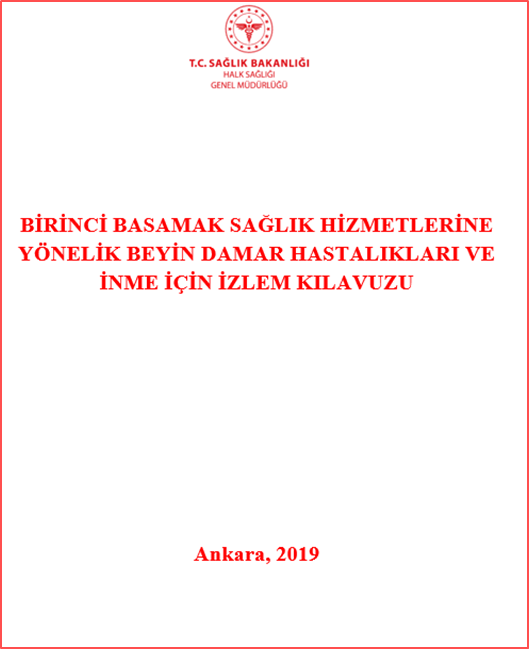 T.C. SAĞLIK BAKANLIĞI
HALK SAĞLIĞI
GENEL MÜDÜRLÜĞÜ
BİRİNCİ BASAMAK SAĞLIK HİZMETLERİNE
YÖNELİK BEYİN DAMAR HASTALIKLARI VE
İNME İÇİN İZLEM KILAVUZU
Ankara, 2019